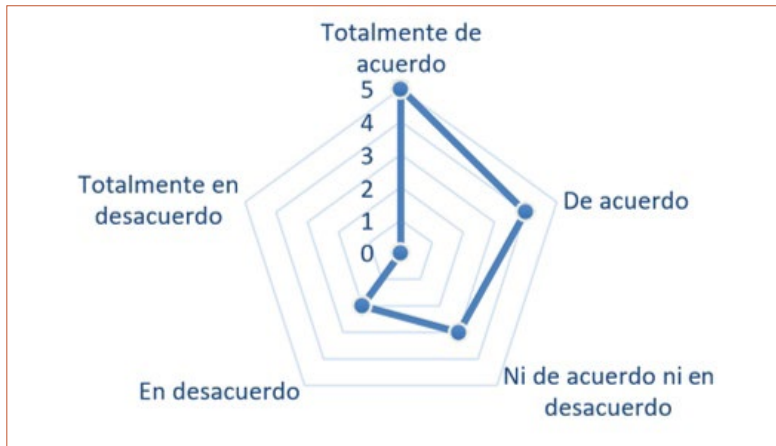 Totalmente de
acuerdo
5
4
3
2
1
0
De acuerdo
Ni de acuerdo ni en
desacuerdo
En desacuerdo
Totalmente en
desacuerdo